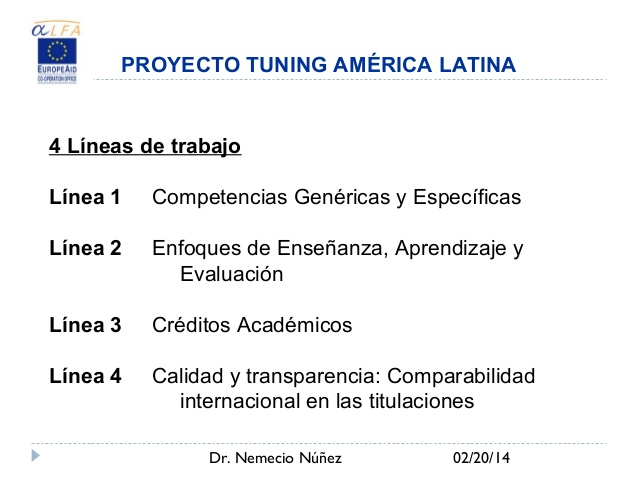 αLFA
EUROPEAID
CO-OPERATION OFFICE
PROYECTO TUNING AMÉRICA LATINA
4 Líneas de trabajo
Línea 1 Competencias Genéricas y Específicas
Línea 2 Enfoques de Enseñanza, Aprendizaje y
Evaluación
Línea 3 Créditos Académicos
Línea 4 Calidad y transparencia: Comparabilidad
internacional en las titulaciones
Dr. Nemecio Núñez 02/20/14